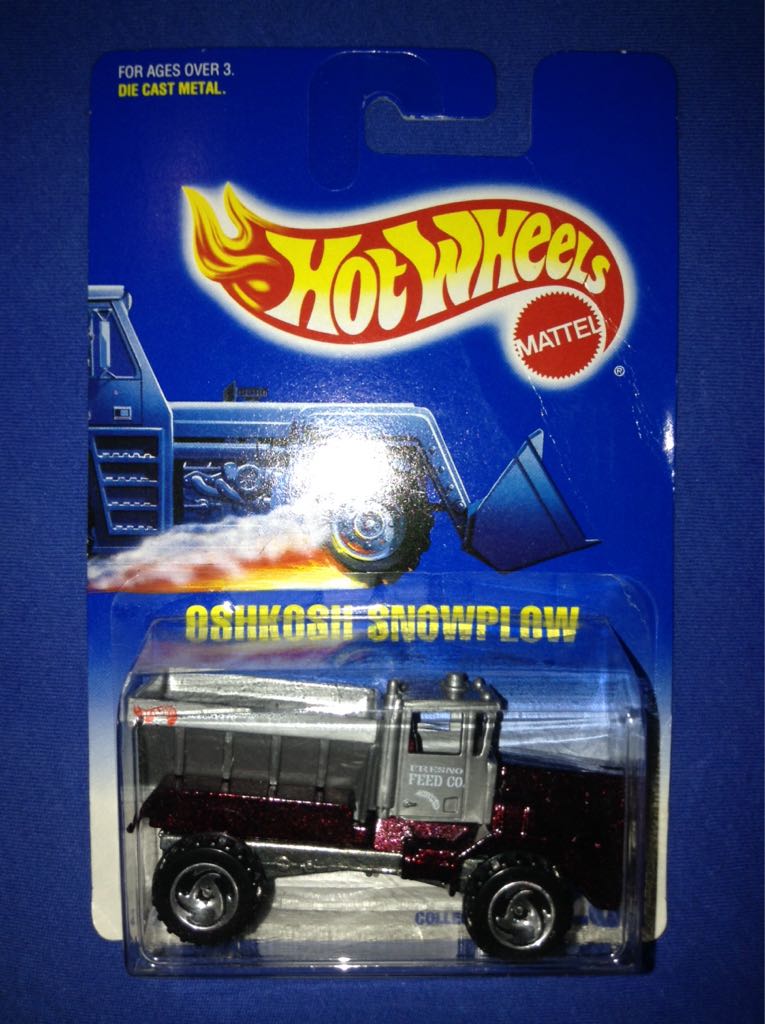 FOR AGES OVER 3.
DIE CAST METAL.
HOT WHEELS
MATTEL
®
OSHKOSH SNOWPLOW
FRESNO
FEED CO.